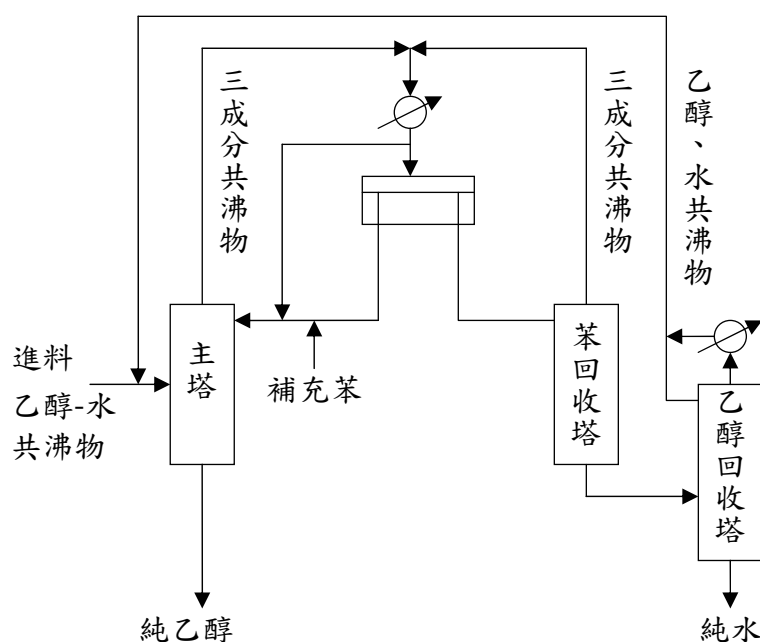 三成分共沸物
三成分共沸物
乙醇、水共沸物
主塔
進料
乙醇-水
共沸物
補充苯
苯回收塔
乙醇回收塔
純乙醇
純水